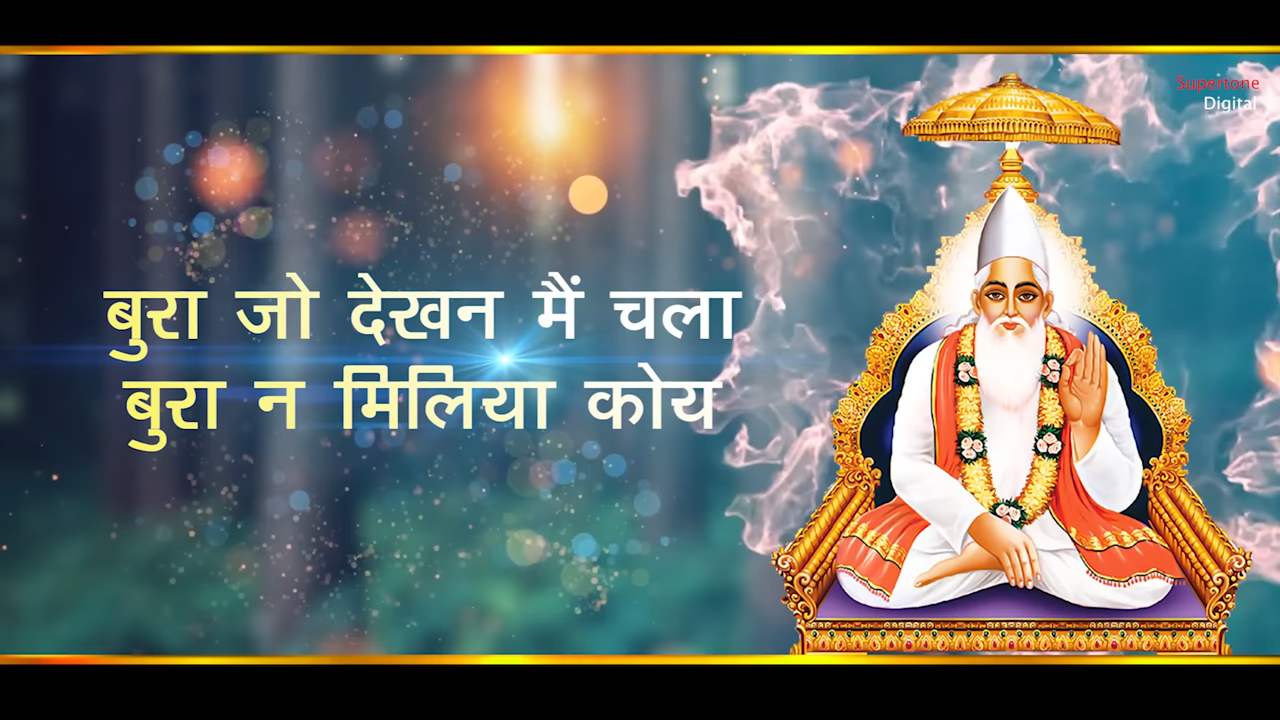 Supertone
Digital
बुरा जो देखन मैं चला
बुरा न मिलिया कोय